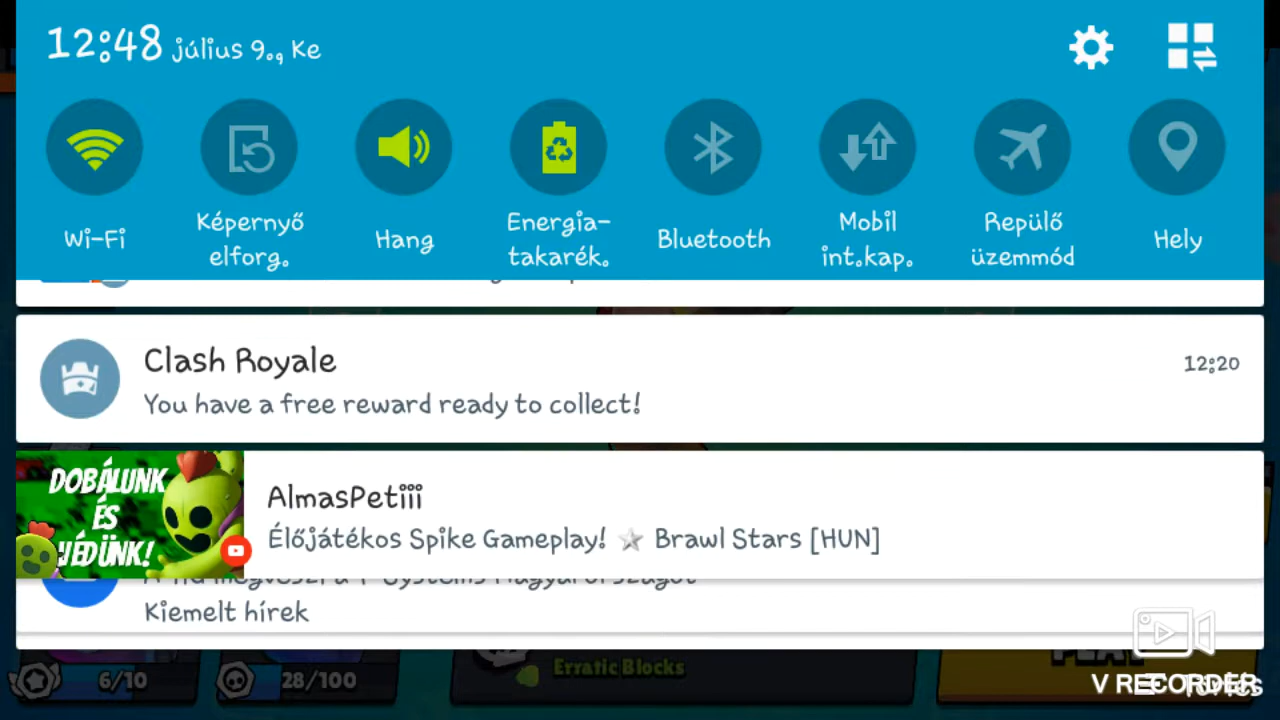 12:48 július 9., Ke
Wi-Fi
Képernyő
elforg.
Hang
Energia-
takarék.
Bluetooth
Mobil
int.kap.
Repülő
üzemmód
Hely
Clash Royale
12:20
You have a free reward ready to collect!
DOBÁLUNK
ÉS
VÉDÜNK!
AlmasPetiii
Élőjátékos Spike Gameplay! ⭐ Brawl Stars [HUN]
Kiemelt hírek
6/10
28/100
Erratic Blocks
PLAY
V RECORDER